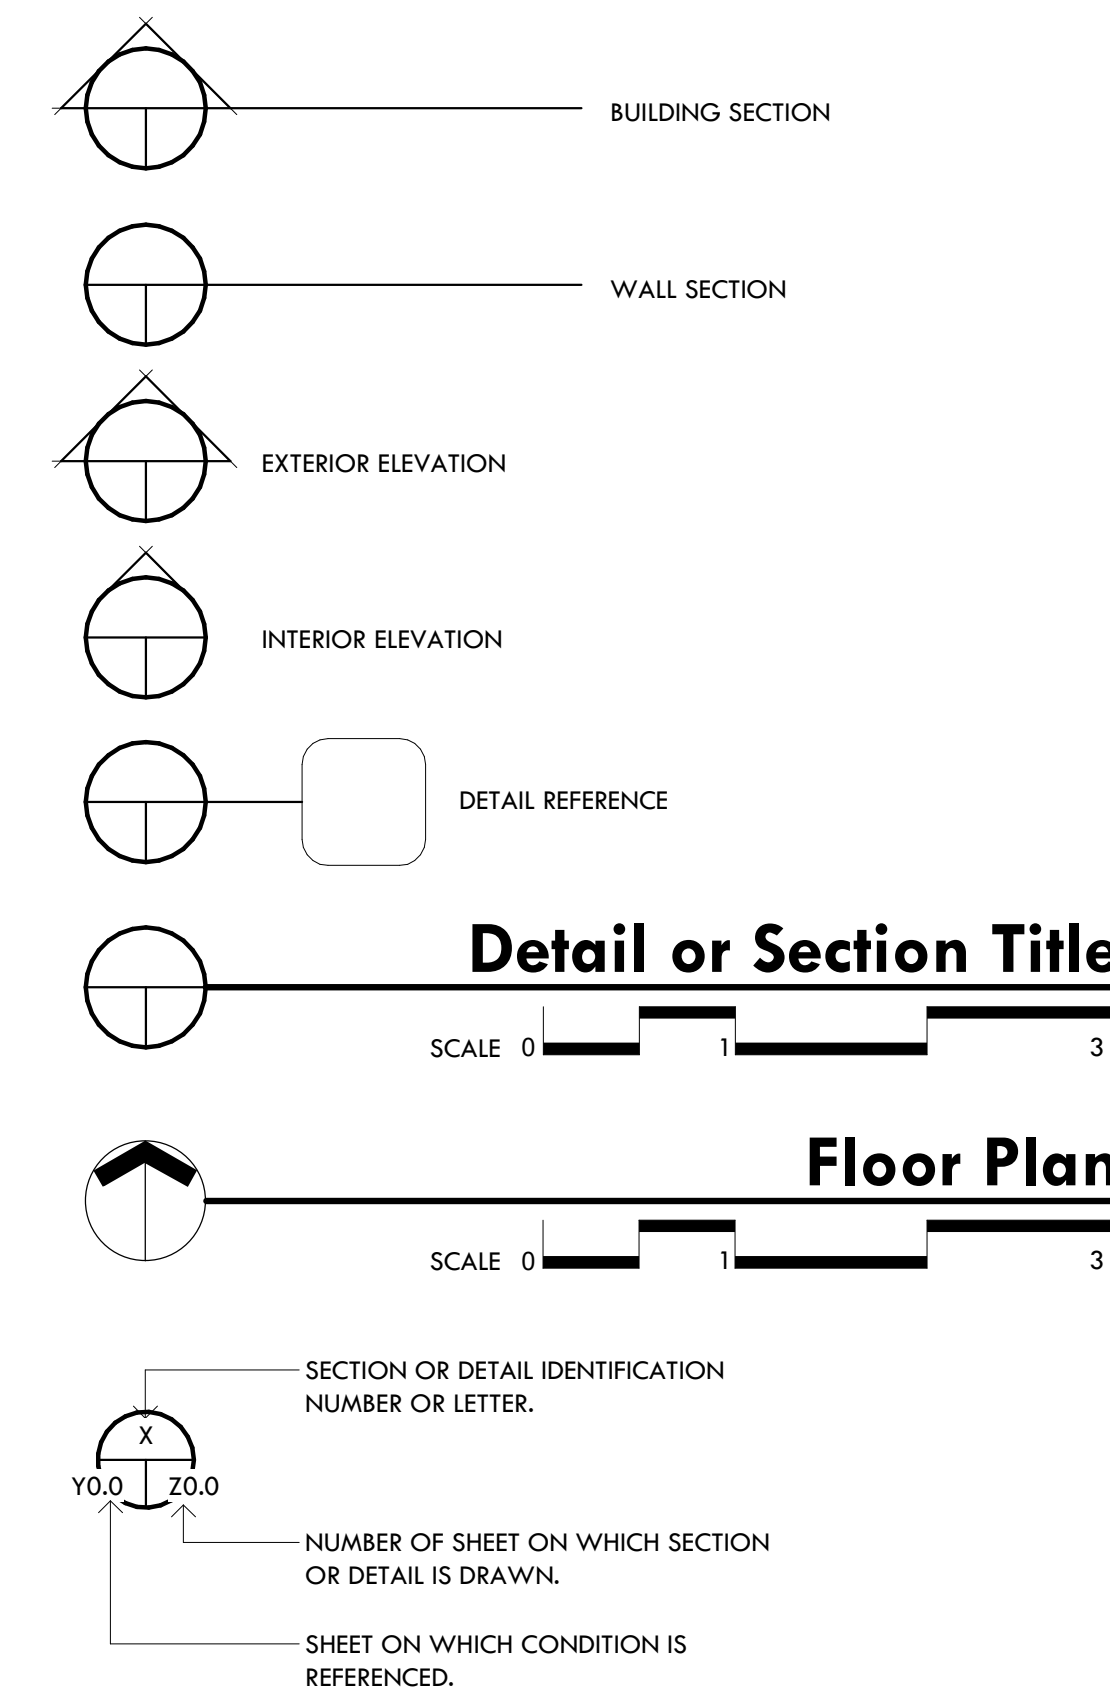 BUILDING SECTION
WALL SECTION
EXTERIOR ELEVATION
INTERIOR ELEVATION
DETAIL REFERENCE
Detail or Section Title
SCALE 0 1 3
Floor Plan
SCALE 0 1 3
SECTION OR DETAIL IDENTIFICATION
NUMBER OR LETTER.
X
Y0.0 Z0.0
NUMBER OF SHEET ON WHICH SECTION
OR DETAIL IS DRAWN.
SHEET ON WHICH CONDITION IS
REFERENCED.